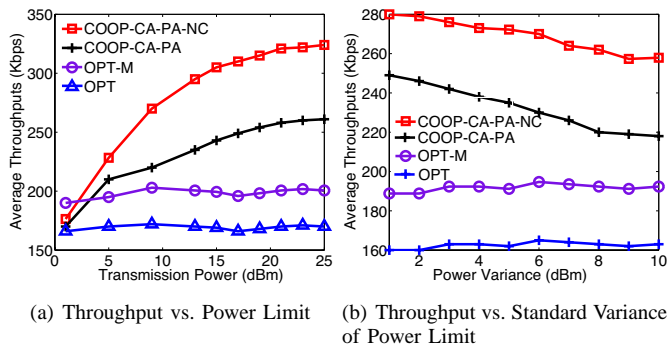 350
300
250
200
150
0
5
10
15
20
25
Average Throughputs (Kbps)
Transmission Power (dBm)
COOP-CA-PA-NC
COOP-CA-PA
OPT-M
OPT
(a) Throughput vs. Power Limit
280
260
240
220
200
180
160
2
4
6
8
10
Average Throughputs (Kbps)
Power Variance (dBm)
COOP-CA-PA-NC
COOP-CA-PA
OPT-M
OPT
(b) Throughput vs. Standard Variance
of Power Limit